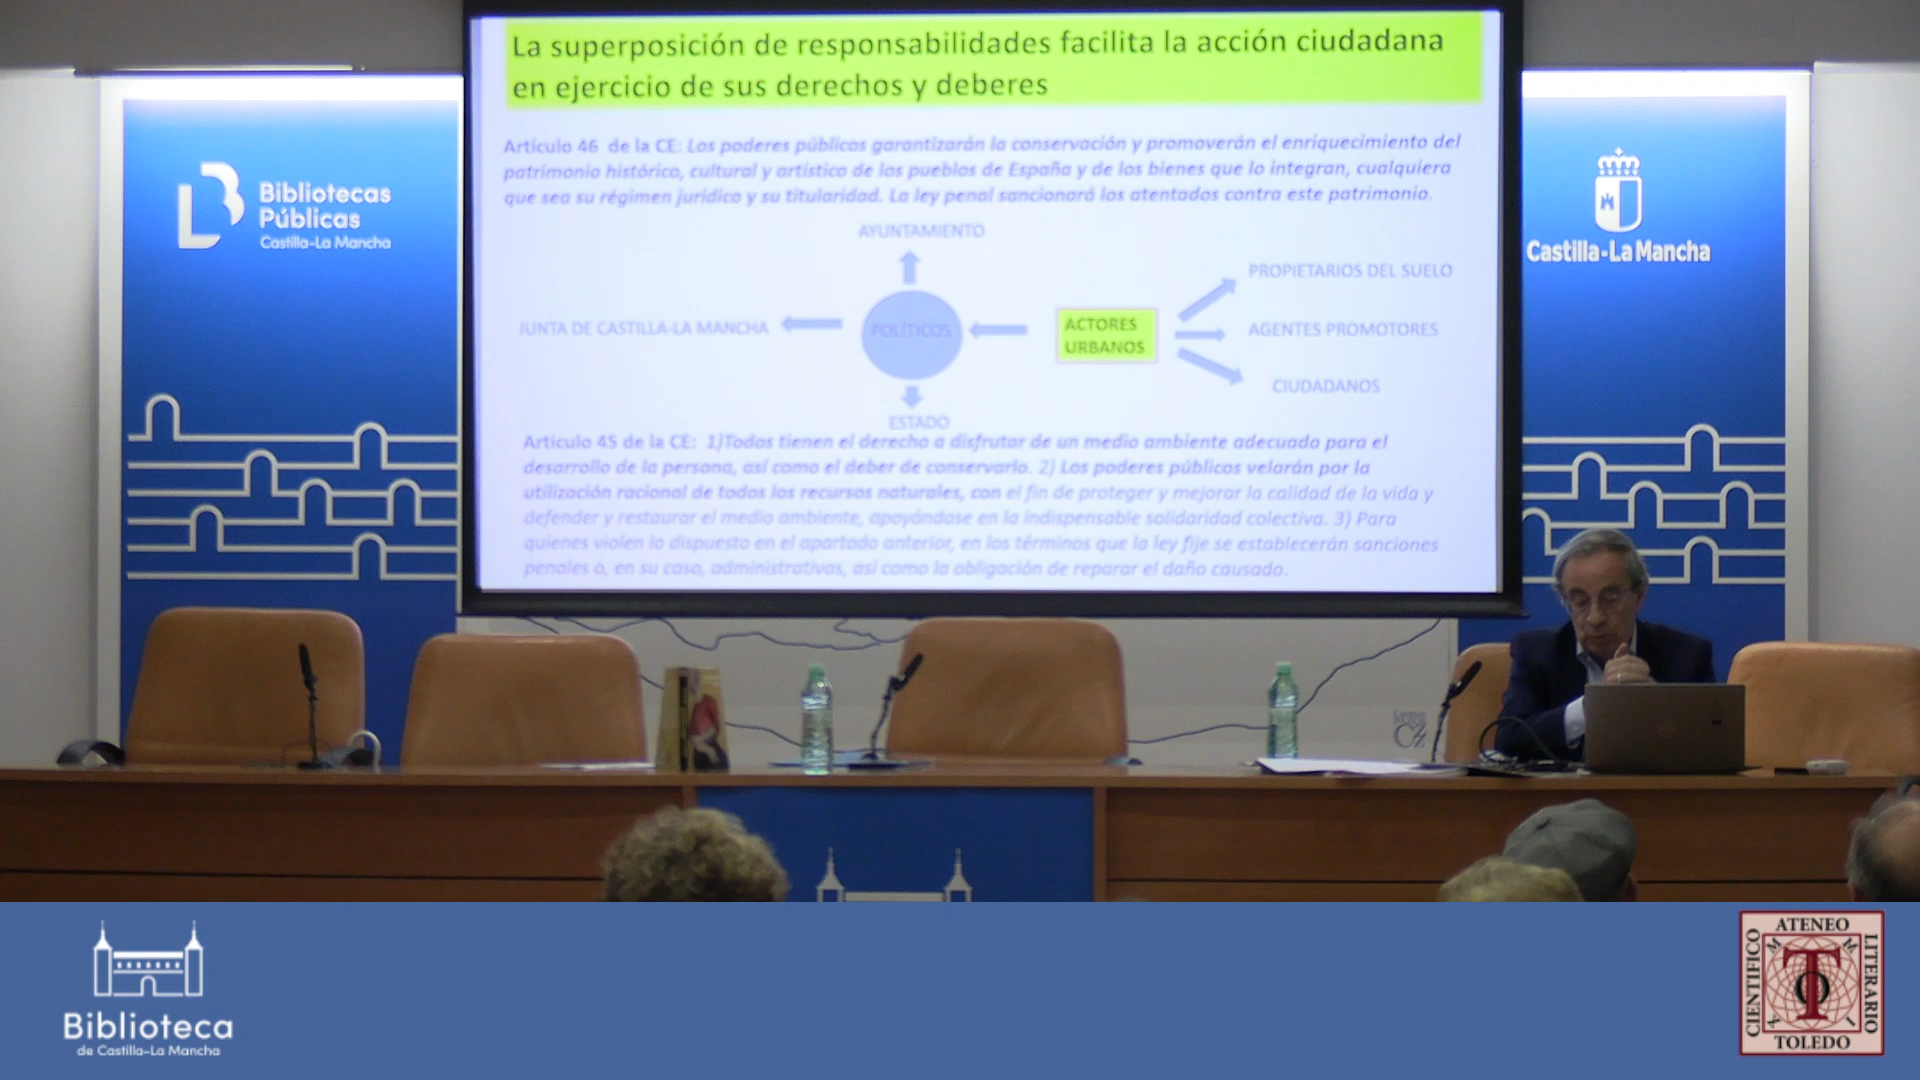 La superposición de responsabilidades facilita la acción ciudadana
en ejercicio de sus derechos y deberes
Artículo 46 de la CE: Los poderes públicos garantizarán la conservación y promoverán el enriquecimiento del
patrimonio histórico, cultural y artístico de los pueblos de España y de los bienes que lo integran, cualquiera
que sea su régimen jurídico y su titularidad. La ley penal sancionará los atentados contra este patrimonio.
AYUNTAMIENTO
PROPIETARIOS DEL SUELO
JUNTA DE CASTILLA-LA MANCHA
POLÍTICOS
ACTORES
URBANOS
AGENTES PROMOTORES
CIUDADANOS
ESTADO
Artículo 45 de la CE: 1)Todos tienen el derecho a disfrutar de un medio ambiente adecuado para el
desarrollo de la persona, así como el deber de conservarlo. 2) Los poderes públicos velarán por la
utilización racional de todos los recursos naturales, con el fin de proteger y mejorar la calidad de la vida y
defender y restaurar el medio ambiente, apoyándose en la indispensable solidaridad colectiva. 3) Para
quienes violen lo dispuesto en el apartado anterior, en los términos que la ley fije se establecerán sanciones
penales o, en su caso, administrativas, así como la obligación de reparar el daño causado.
Bibliotecas
Públicas
Castilla-La Mancha
Castilla-La Mancha
Biblioteca
de Castilla-La Mancha
ATENEO
CIENTIFICO
LITERARIO
TOLEDO